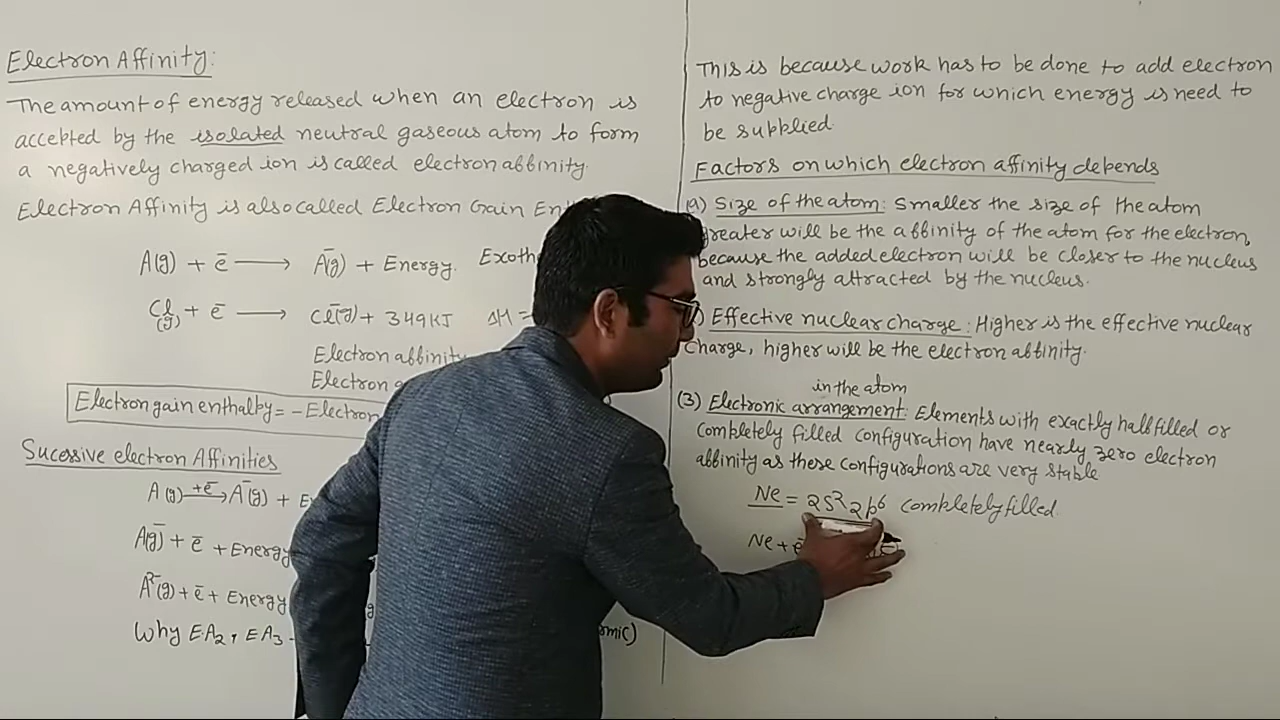 Electron Affinity:
The amount of energy released when an electron is
accepted by the isolated neutral gaseous atom to form
a negatively charged ion is called electron affinity.
Electron Affinity is also called Electron Gain
A(g) + ē ⟶ A⁻(g) + Energy.
Cl(g) + ē ⟶ Cl⁻(g) + 349KJ ΔH =
Electron affinity
Electron
Electron gain enthalpy = - Electron
Sucessive electron Affinities
A(g) +ē⟶ A⁻(g) +
A⁻(g) + ē + Energy
A²⁻(g) + ē + Energy
Why E.A₂, EA₃
This is because work has to be done to add electron
to negative charge ion for which energy is need to
be supplied.
Factors on which electron affinity depends
Size of the atom: Smaller the size of the atom
greater will be the affinity of the atom for the electron,
because the added electron will be closer to the nucleus
and strongly attracted by the nucleus.
Effective nuclear charge: Higher is the effective nuclear
charge, higher will be the electron affinity.
in the atom
(3) Electronic arrangement: Elements with exactly half filled or
completely filled configuration have nearly zero electron
affinity as these configurations are very stable
Ne = 2s² 2p⁶ completely filled.
Ne +